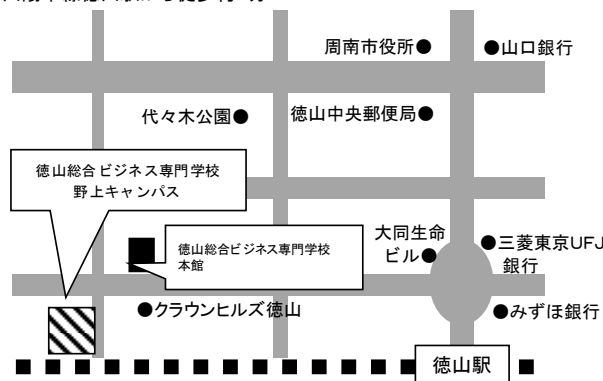 周南市役所●
●山口銀行
代々木公園●
徳山中央郵便局●
徳山総合ビジネス専門学校
野上キャンパス
徳山総合ビジネス専門学校
本館
大同生命
ビル●
●三菱東京UFJ
銀行
●クラウンヒルズ徳山
●みずほ銀行
徳山駅